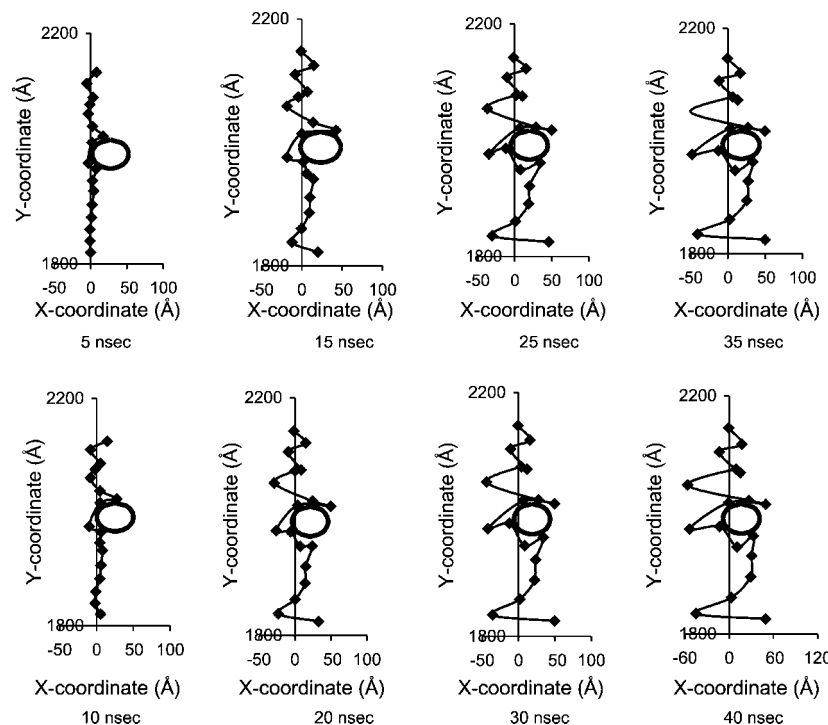 2200
Y-coordinate (Å)
1800
-50 0 50 100
X-coordinate (Å)
5 nsec
2200
Y-coordinate (Å)
1800
-50 0 50 100
X-coordinate (Å)
15 nsec
2200
Y-coordinate (Å)
1800
-50 0 50 100
X-coordinate (Å)
25 nsec
2200
Y-coordinate (Å)
1800
-50 0 50 100
X-coordinate (Å)
35 nsec
2200
Y-coordinate (Å)
1800
-50 0 50 100
X-coordinate (Å)
10 nsec
2200
Y-coordinate (Å)
1800
-50 0 50 100
X-coordinate (Å)
20 nsec
2200
Y-coordinate (Å)
1800
-50 0 50 100
X-coordinate (Å)
30 nsec
2200
Y-coordinate (Å)
1800
-60 0 60 120
X-coordinate (Å)
40 nsec